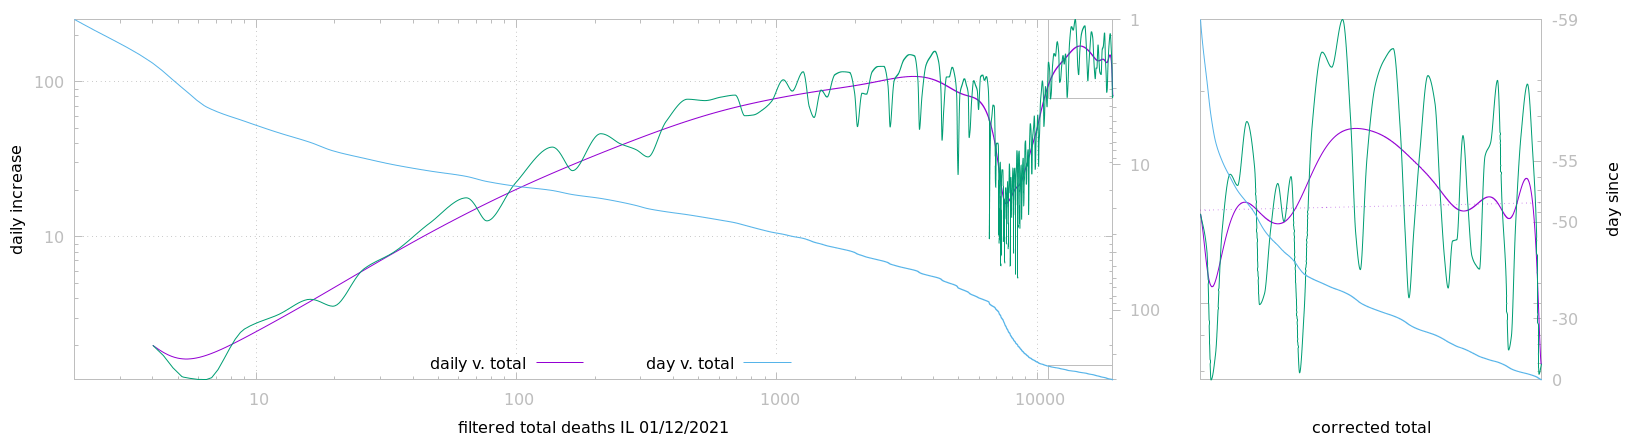 daily increase
100
10
1
10
100
daily v. total
day v. total
10
100
1000
10000
filtered total deaths IL 01/12/2021
-59
-55
-50
-30
0
day since
corrected total